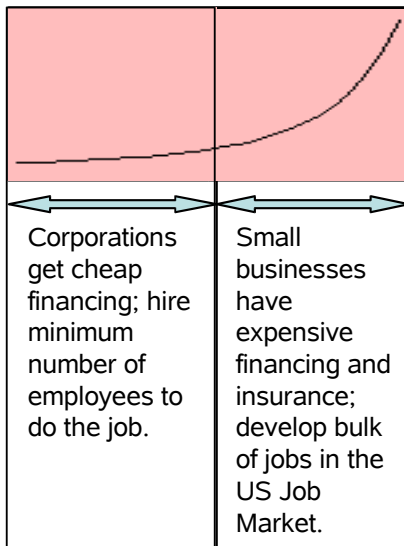 Corporations
get cheap
financing; hire
minimum
number of
employees to
do the job.
Small
businesses
have
expensive
financing and
insurance;
develop bulk
of jobs in the
US Job
Market.